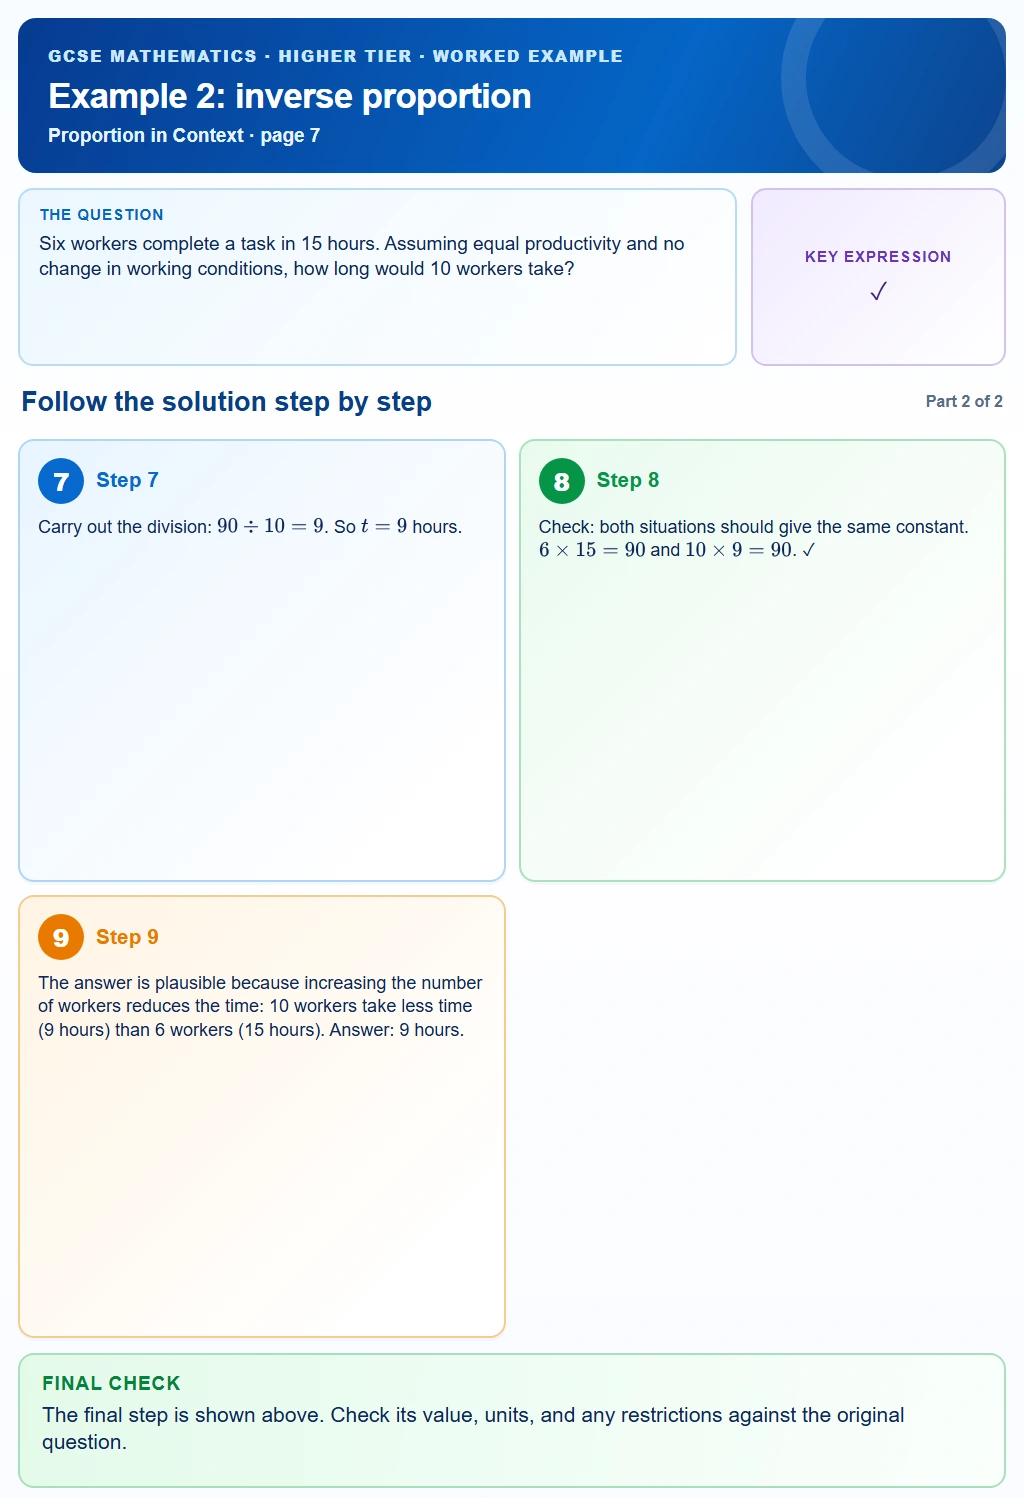 GCSE MATHEMATICS · HIGHER TIER · WORKED EXAMPLE
Example 2: inverse proportion
Proportion in Context · page 7
THE QUESTION
Six workers complete a task in 15 hours. Assuming equal productivity and no
change in working conditions, how long would 10 workers take?
KEY EXPRESSION
✓
Follow the solution step by step
Part 2 of 2
7 Step 7
Carry out the division: 90 ÷ 10 = 9. So t = 9 hours.
8 Step 8
Check: both situations should give the same constant.
6 × 15 = 90 and 10 × 9 = 90. ✓
9 Step 9
The answer is plausible because increasing the number
of workers reduces the time: 10 workers take less time
(9 hours) than 6 workers (15 hours). Answer: 9 hours.
FINAL CHECK
The final step is shown above. Check its value, units, and any restrictions against the original
question.